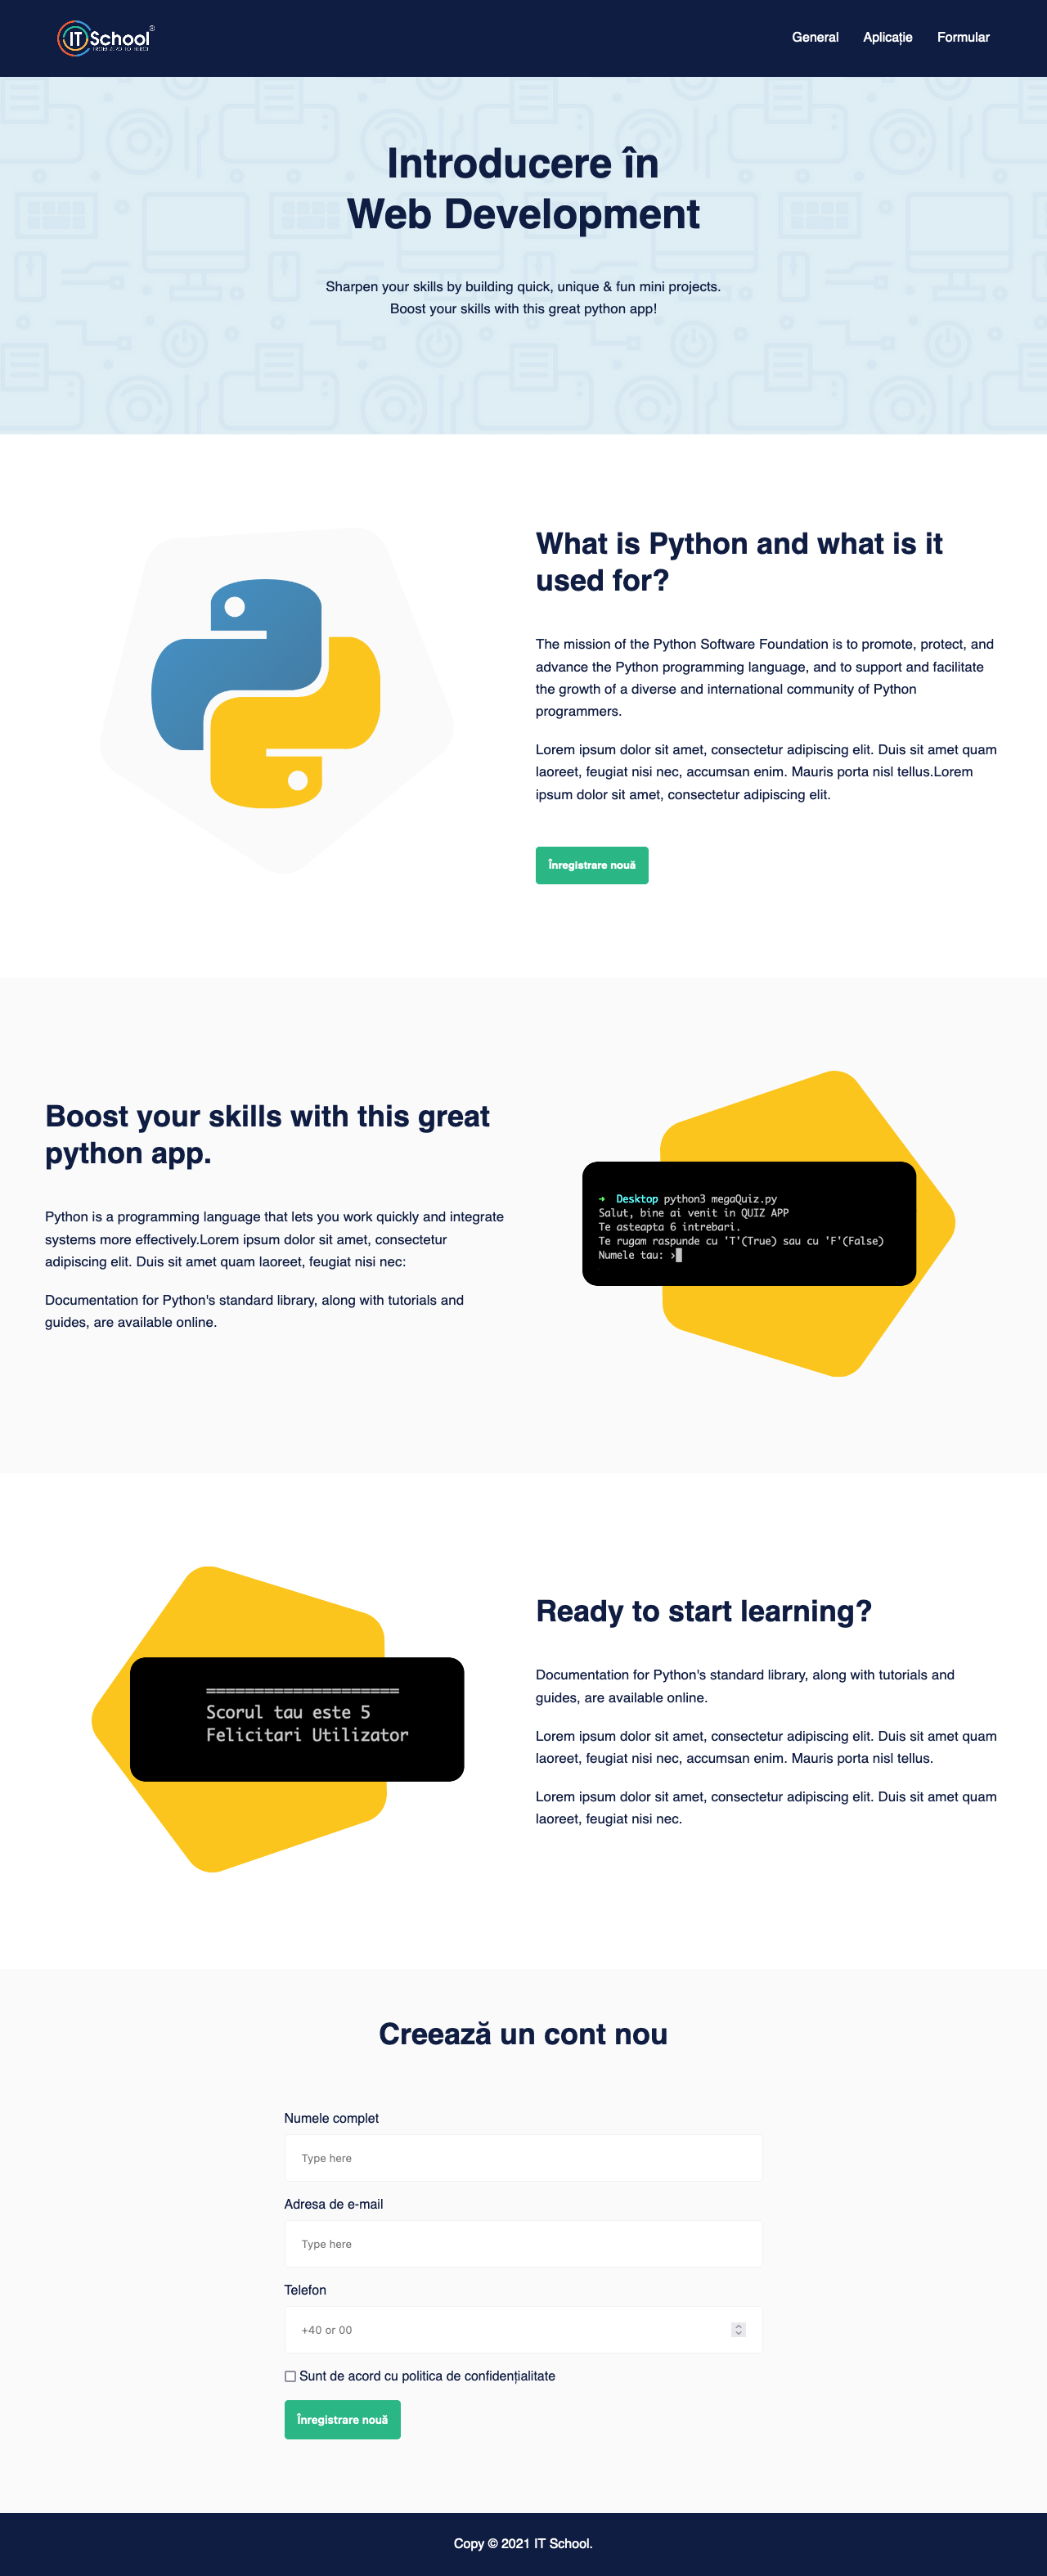 ITSchool®
General
Aplicație
Formular
Introducere în
Web Development
Sharpen your skills by building quick, unique & fun mini projects.
Boost your skills with this great python app!
What is Python and what is it
used for?
The mission of the Python Software Foundation is to promote, protect, and
advance the Python programming language, and to support and facilitate
the growth of a diverse and international community of Python
programmers.
Lorem ipsum dolor sit amet, consectetur adipiscing elit. Duis sit amet quam
laoreet, feugiat nisi nec, accumsan enim. Mauris porta nisl tellus.Lorem
ipsum dolor sit amet, consectetur adipiscing elit.
Înregistrare nouă
Boost your skills with this great
python app.
Python is a programming language that lets you work quickly and integrate
systems more effectively.Lorem ipsum dolor sit amet, consectetur
adipiscing elit. Duis sit amet quam laoreet, feugiat nisi nec:
Documentation for Python's standard library, along with tutorials and
guides, are available online.
➜ Desktop python3 megaQuiz.py
Salut, bine ai venit in QUIZ APP
Te asteapta 6 intrebari.
Te rugam raspunde cu 'T'(True) sau cu 'F'(False)
Numele tau: ›
====================
Scorul tau este 5
Felicitari Utilizator
Ready to start learning?
Documentation for Python's standard library, along with tutorials and
guides, are available online.
Lorem ipsum dolor sit amet, consectetur adipiscing elit. Duis sit amet quam
laoreet, feugiat nisi nec, accumsan enim. Mauris porta nisl tellus.
Lorem ipsum dolor sit amet, consectetur adipiscing elit. Duis sit amet quam
laoreet, feugiat nisi nec.
Creează un cont nou
Numele complet
Type here
Adresa de e-mail
Type here
Telefon
+40 or 00
Sunt de acord cu politica de confidențialitate
Înregistrare nouă
Copy © 2021 IT School.